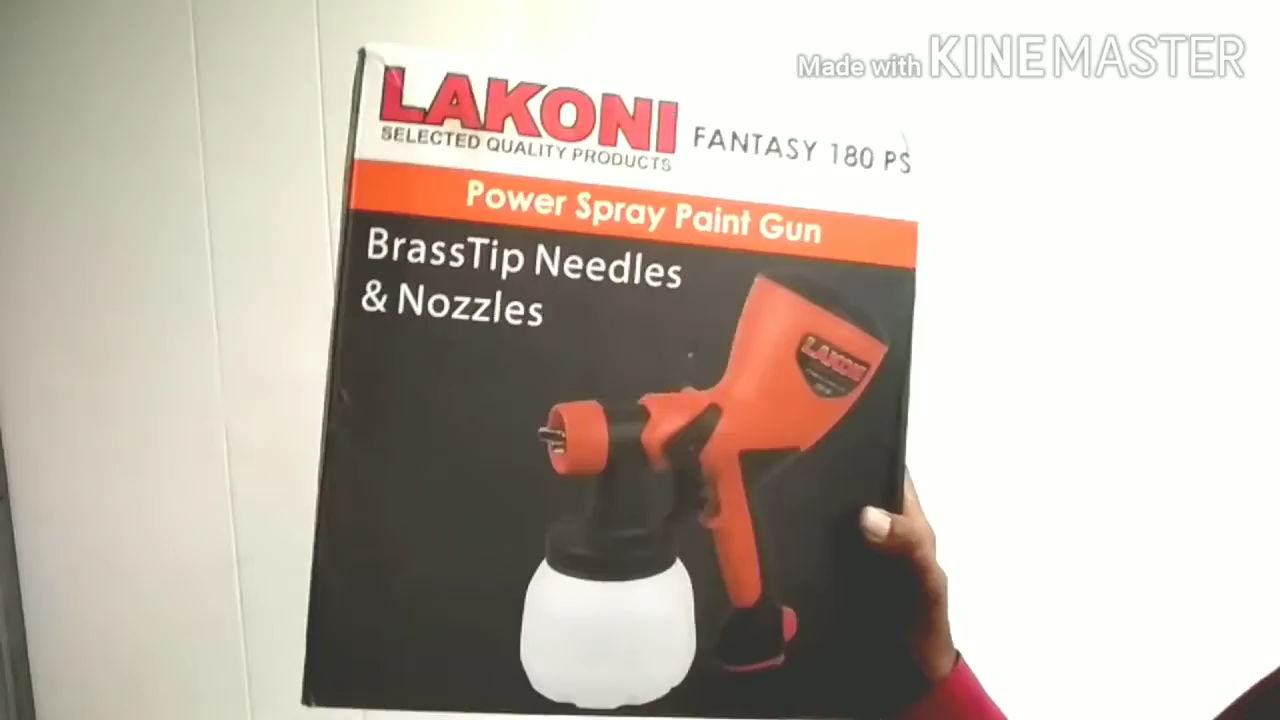 Made with KINEMASTER
LAKONI
SELECTED QUALITY PRODUCTS
FANTASY 180 PS
Power Spray Paint Gun
BrassTip Needles
& Nozzles
LAKONI